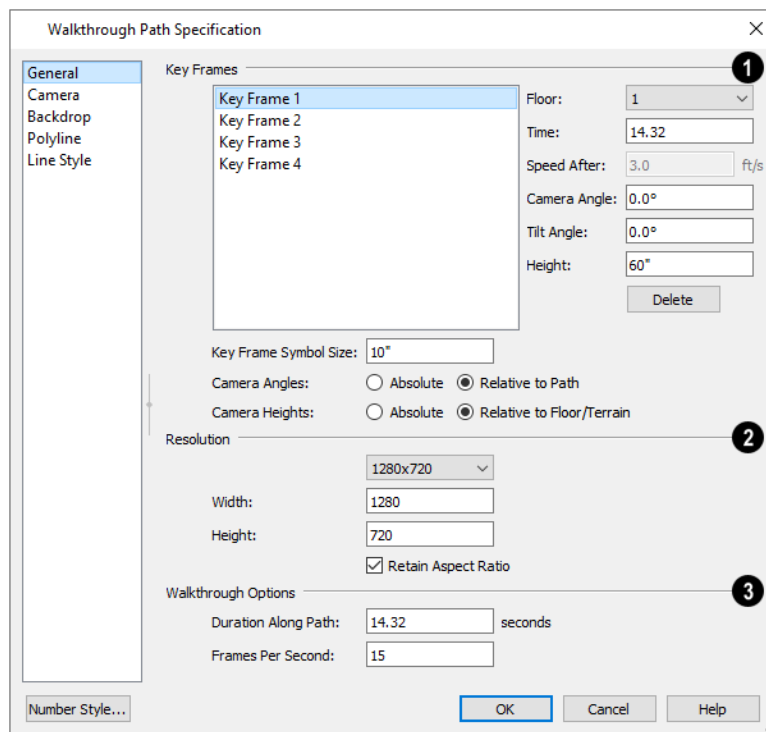 Walkthrough Path Specification
General
Camera
Backdrop
Polyline
Line Style
Key Frames
1
Key Frame 1
Key Frame 2
Key Frame 3
Key Frame 4
Floor: 1
Time: 14.32
Speed After: 3.0 ft/s
Camera Angle: 0.0°
Tilt Angle: 0.0°
Height: 60"
Delete
Key Frame Symbol Size: 10"
Camera Angles: Absolute Relative to Path
Camera Heights: Absolute Relative to Floor/Terrain
Resolution
2
1280x720
Width: 1280
Height: 720
Retain Aspect Ratio
Walkthrough Options
3
Duration Along Path: 14.32 seconds
Frames Per Second: 15
Number Style... OK Cancel Help